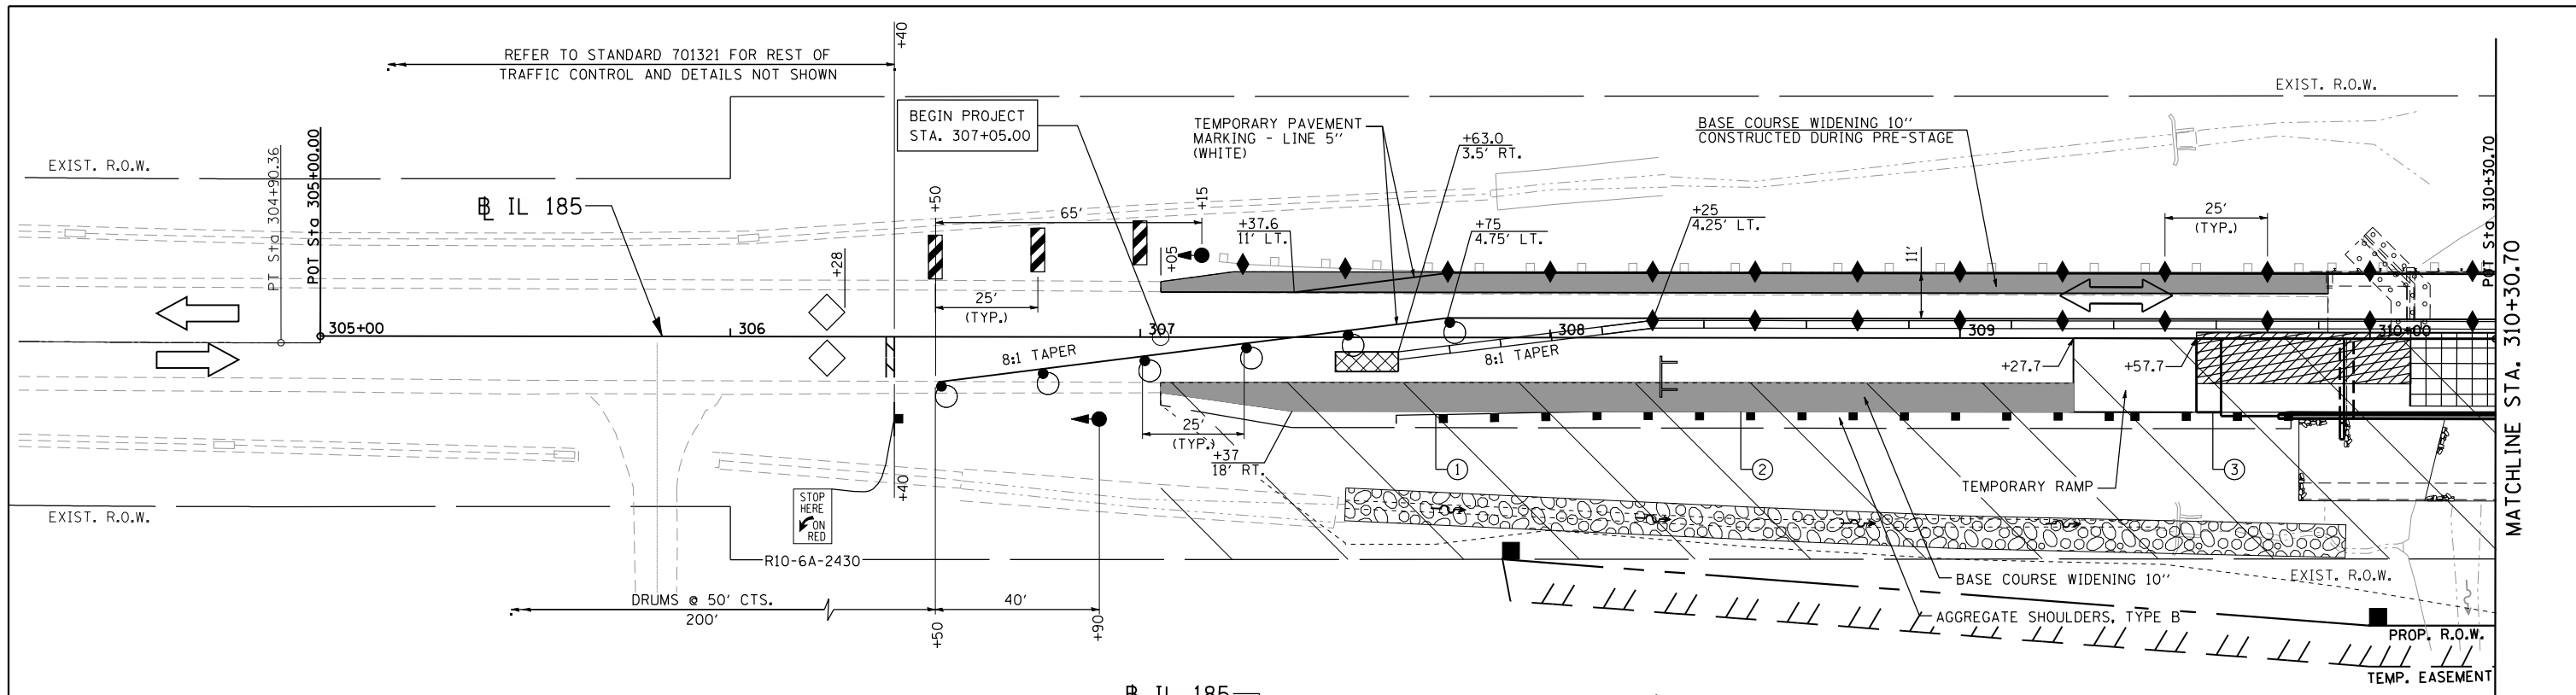 REFER TO STANDARD 701321 FOR REST OF
TRAFFIC CONTROL AND DETAILS NOT SHOWN
+40
EXIST. R.O.W.
BEGIN PROJECT
STA. 307+05.00
TEMPORARY PAVEMENT
MARKING - LINE 5"
(WHITE)
+63.0
3.5' RT.
BASE COURSE WIDENING 10"
CONSTRUCTED DURING PRE-STAGE
EXIST. R.O.W.
PT Sta 304+90.36
POT Sta 305+00.00
BL IL 185
+50
65'
+15
+37.6
11' LT.
+75
4.75' LT.
+25
4.25' LT.
25'
(TYP.)
POT Sta 310+30.70
+28
25'
(TYP.)
+05
11'
305+00
306
307
308
309
310+00
8:1 TAPER
8:1 TAPER
+27.7
+57.7
25'
(TYP.)
+37
18' RT.
1
2
3
TEMPORARY RAMP
MATCHLINE STA. 310+30.70
EXIST. R.O.W.
STOP
HERE
ON
RED
+40
R10-6A-2430
BASE COURSE WIDENING 10"
EXIST. R.O.W.
DRUMS @ 50' CTS.
200'
40'
+50
+90
AGGREGATE SHOULDERS, TYPE B
PROP. R.O.W.
TEMP. EASEMENT
BL IL 185